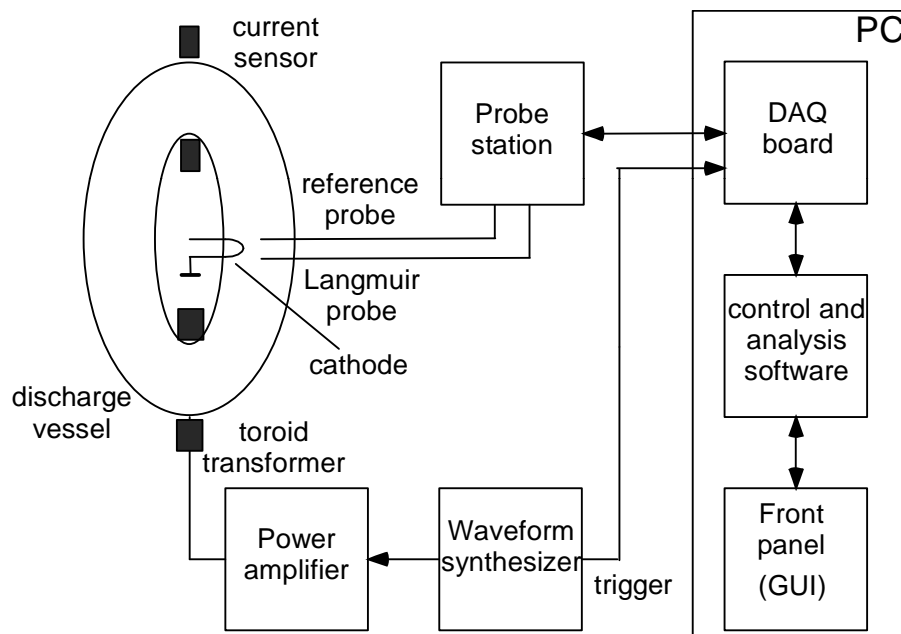 current
sensor
PC
Probe
station
DAQ
board
reference
probe
Langmuir
probe
cathode
control and
analysis
software
discharge
vessel
toroid
transformer
Power
amplifier
Waveform
synthesizer
trigger
Front
panel
(GUI)